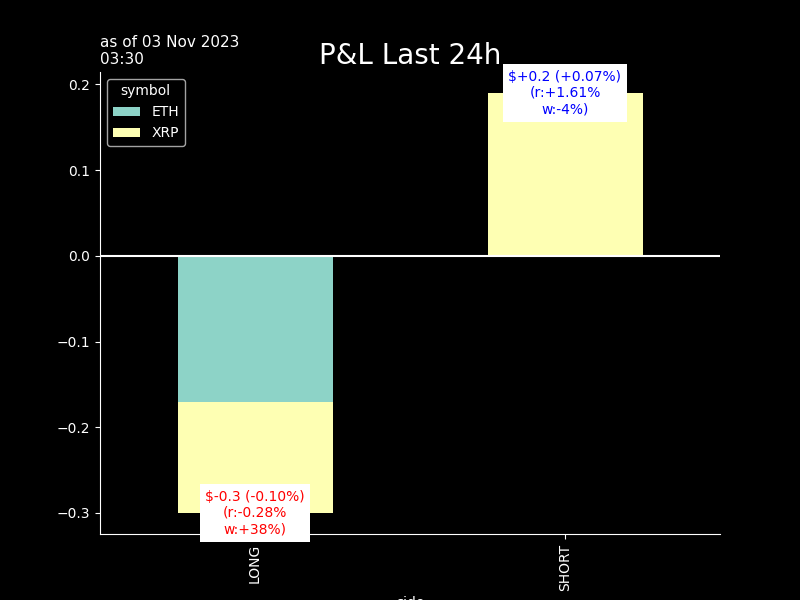 as of 03 Nov 2023
03:30
P&L Last 24h
symbol
ETH
XRP
$+0.2 (+0.07%)
(r:+1.61%
w:-4%)
0.2
0.1
0.0
−0.1
−0.2
−0.3
$-0.3 (-0.10%)
(r:-0.28%
w:+38%)
LONG
SHORT
side